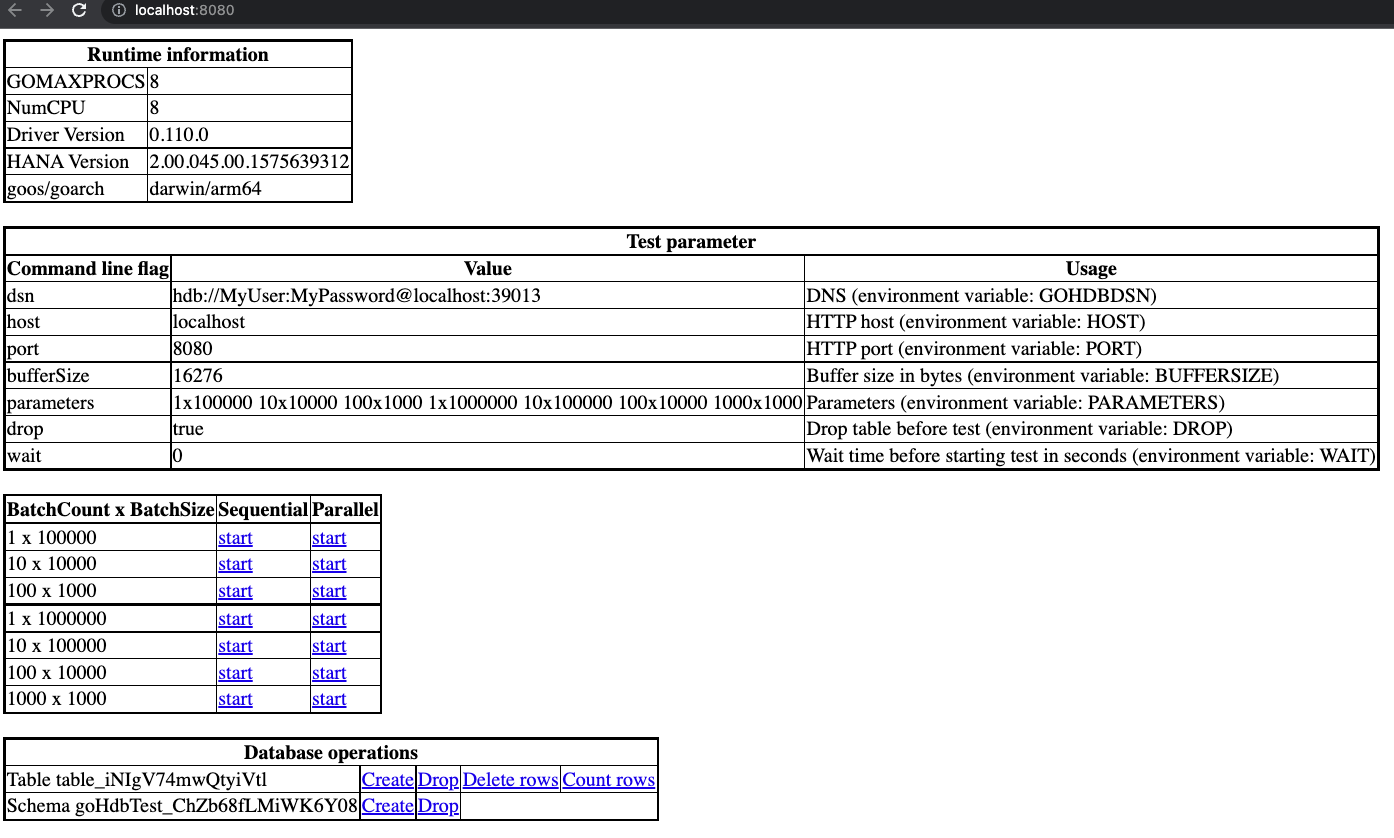 localhost:8080
Runtime information
GOMAXPROCS 8
NumCPU 8
Driver Version 0.110.0
HANA Version 2.00.045.00.1575639312
goos/goarch darwin/arm64
Test parameter
Command line flag Value Usage
dsn hdb://MyUser:MyPassword@localhost:39013 DNS (environment variable: GOHDBDSN)
host localhost HTTP host (environment variable: HOST)
port 8080 HTTP port (environment variable: PORT)
bufferSize 16276 Buffer size in bytes (environment variable: BUFFERSIZE)
parameters 1x100000 10x10000 100x1000 1x1000000 10x100000 100x10000 1000x1000 Parameters (environment variable: PARAMETERS)
drop true Drop table before test (environment variable: DROP)
wait 0 Wait time before starting test in seconds (environment variable: WAIT)
BatchCount x BatchSize Sequential Parallel
1 x 100000 start start
10 x 10000 start start
100 x 1000 start start
1 x 1000000 start start
10 x 100000 start start
100 x 10000 start start
1000 x 1000 start start
Database operations
Table table_iNIgV74mwQtyiVtl Create Drop Delete rows Count rows
Schema goHdbTest_ChZb68fLMiWK6Y08 Create Drop